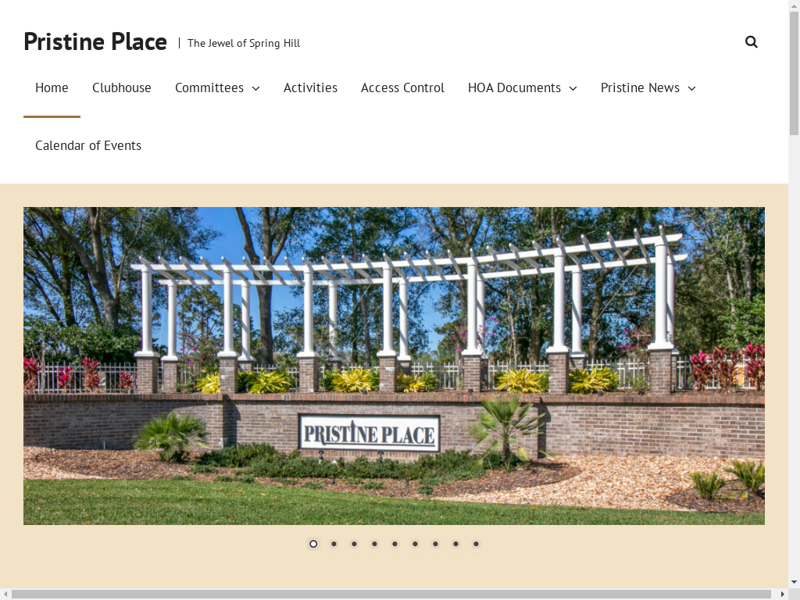 Pristine Place | The Jewel of Spring Hill
Home Clubhouse Committees Activities Access Control HOA Documents Pristine News
Calendar of Events
PRISTINE PLACE